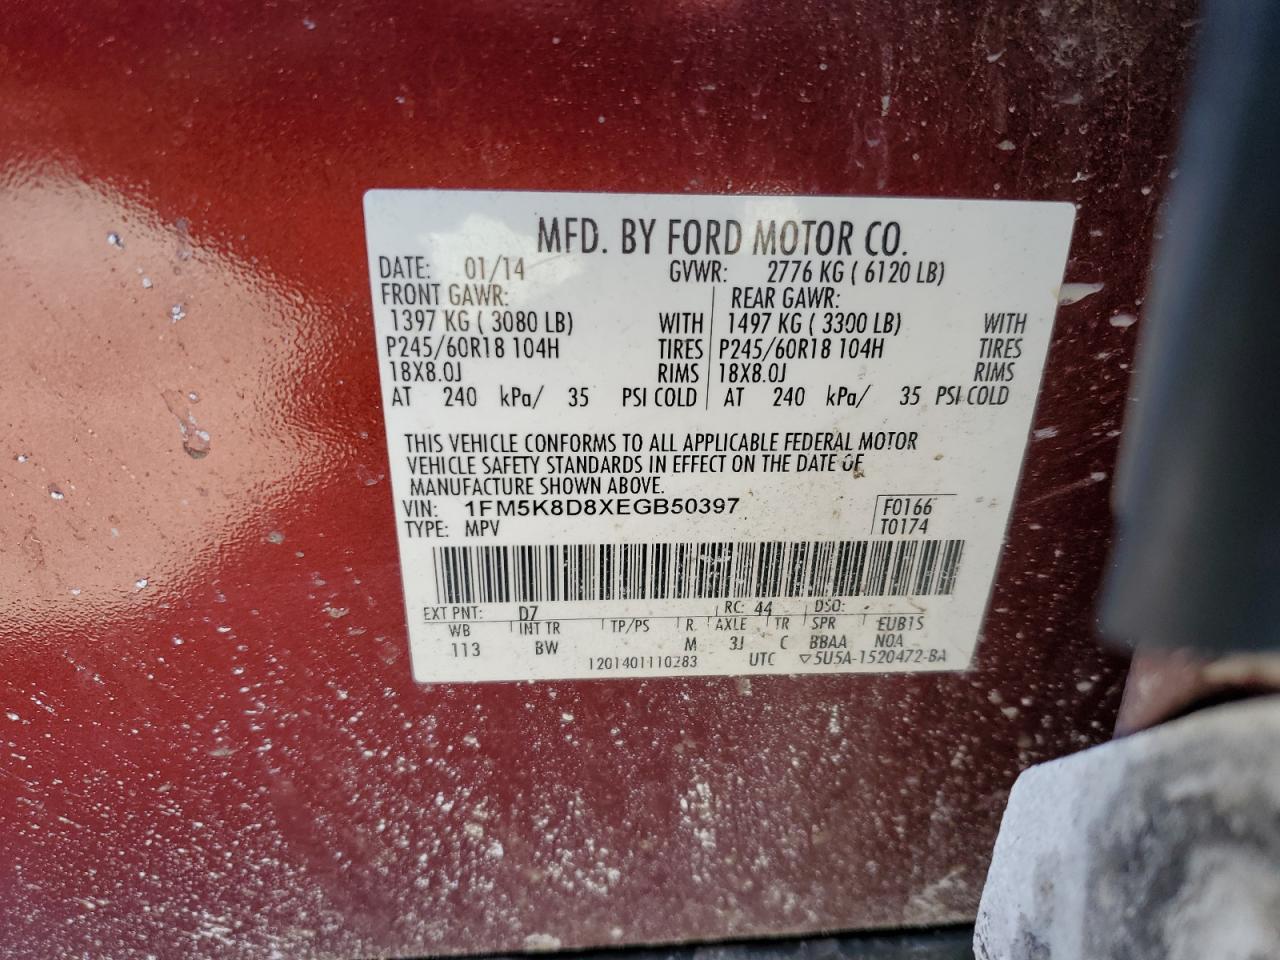 MFD. BY FORD MOTOR CO.
DATE: 01/14 GVWR: 2776 KG ( 6120 LB)
FRONT GAWR: REAR GAWR:
1397 KG ( 3080 LB) WITH 1497 KG ( 3300 LB) WITH
P245/60R18 104H TIRES P245/60R18 104H TIRES
18X8.0J RIMS 18X8.0J RIMS
AT 240 kPa/ 35 PSI COLD AT 240 kPa/ 35 PSI COLD
THIS VEHICLE CONFORMS TO ALL APPLICABLE FEDERAL MOTOR
VEHICLE SAFETY STANDARDS IN EFFECT ON THE DATE OF
MANUFACTURE SHOWN ABOVE.
VIN: 1FM5K8D8XEGB50397 F0166
TYPE: MPV T0174
EXT PNT: D7 RC: 44 DSO:
WB INT TR TP/PS R AXLE TR SPR EUB1S
113 BW M 3J C BBAA NOA
1201401110283 UTC ▽5U5A-1520472-BA